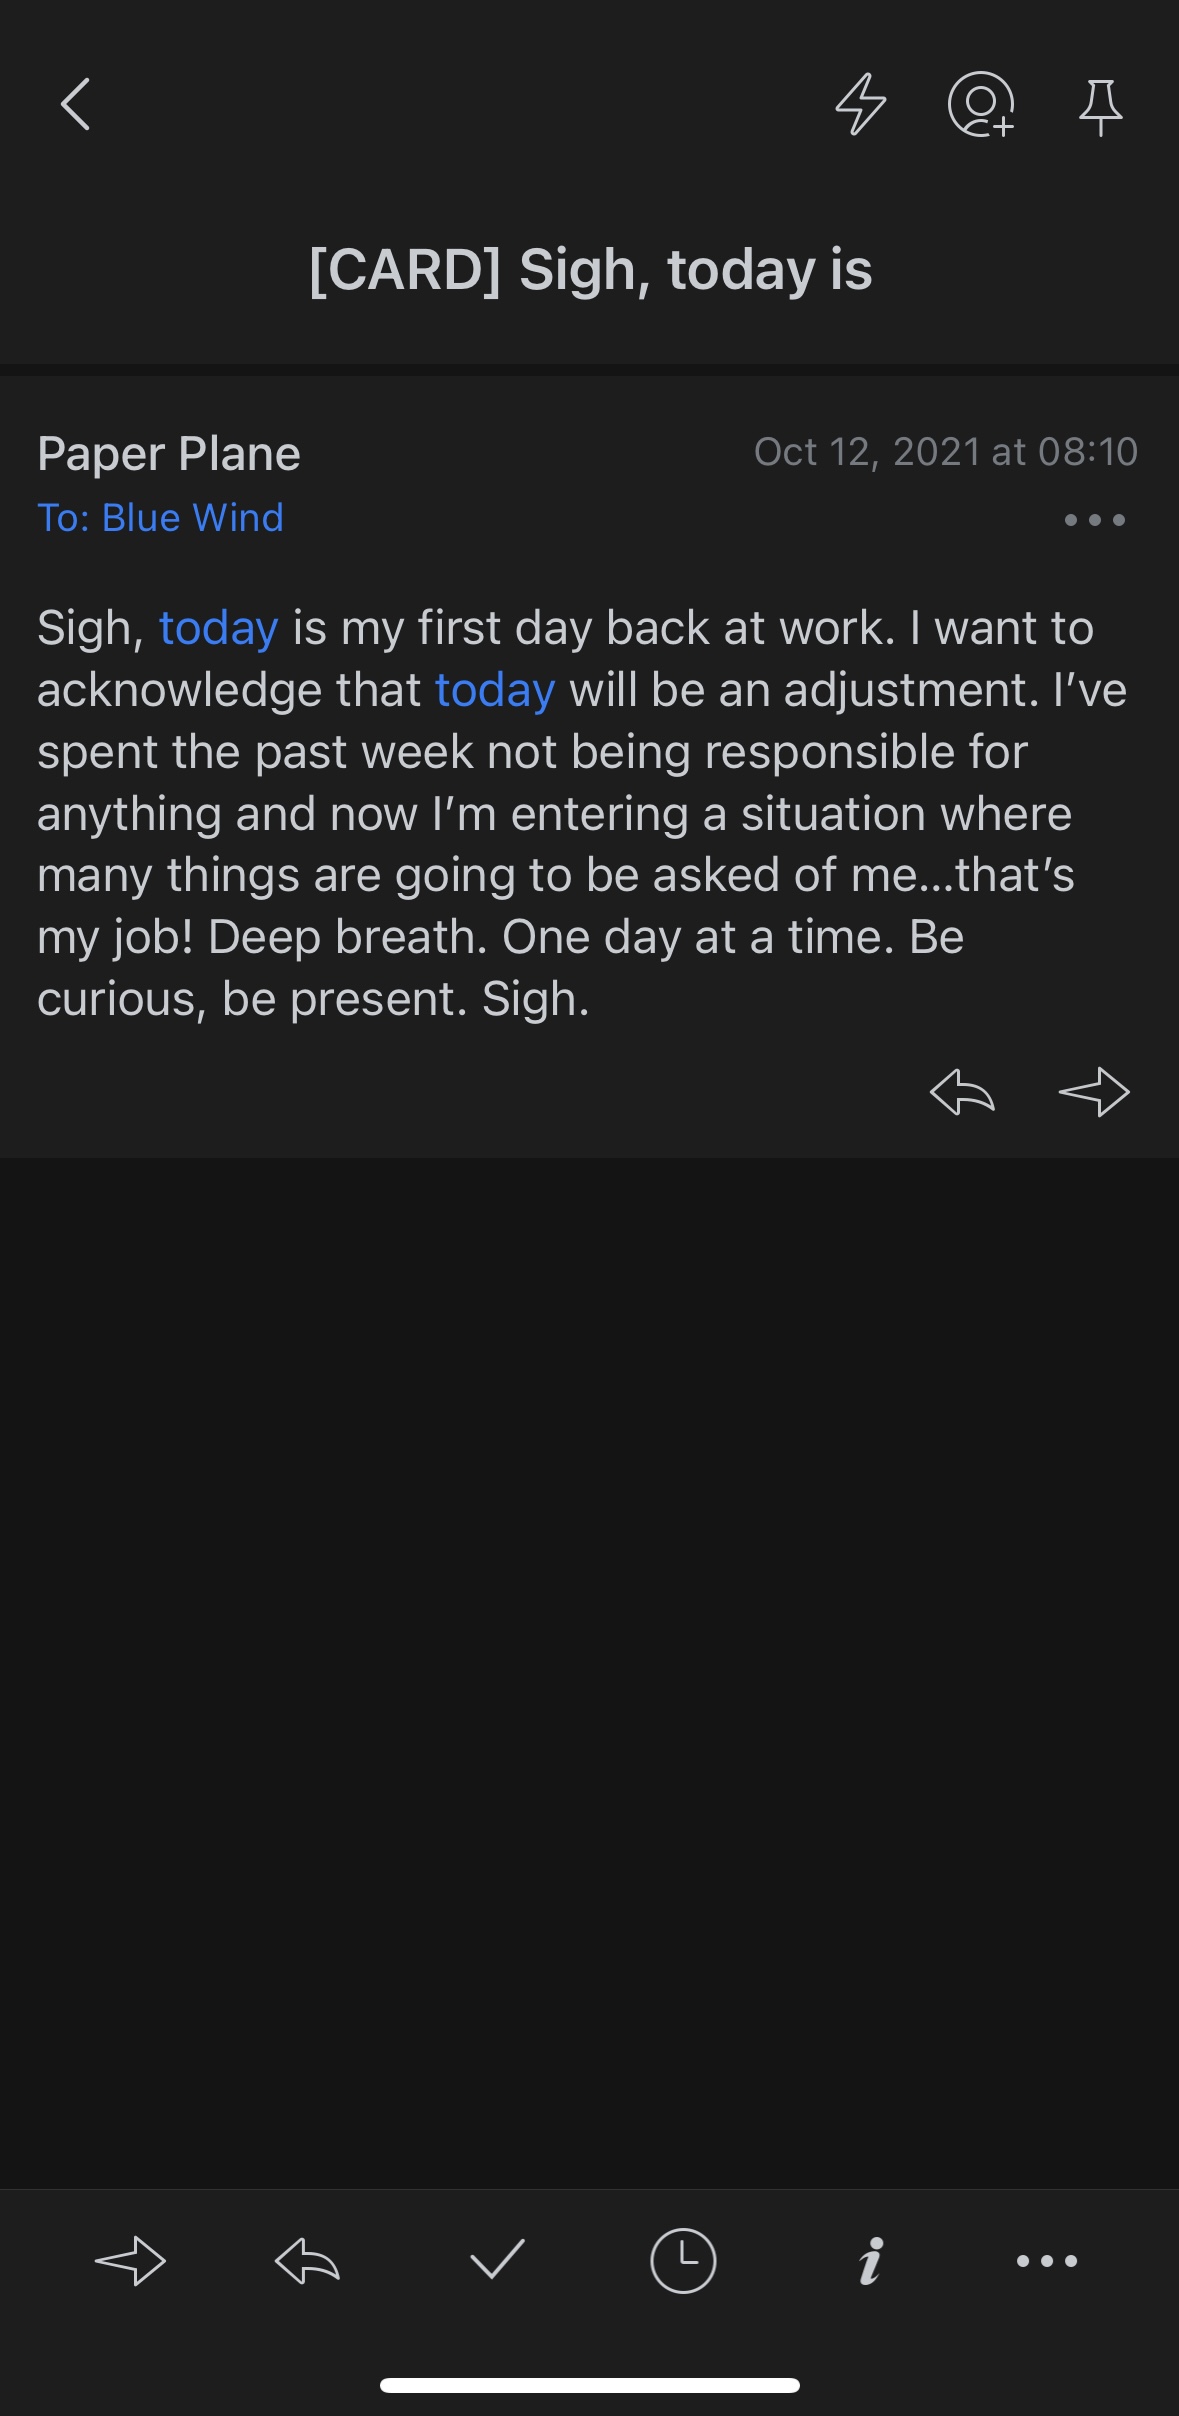 [CARD] Sigh, today is
Paper Plane
Oct 12, 2021 at 08:10
To: Blue Wind
Sigh, today is my first day back at work. I want to
acknowledge that today will be an adjustment. I’ve
spent the past week not being responsible for
anything and now I’m entering a situation where
many things are going to be asked of me...that’s
my job! Deep breath. One day at a time. Be
curious, be present. Sigh.